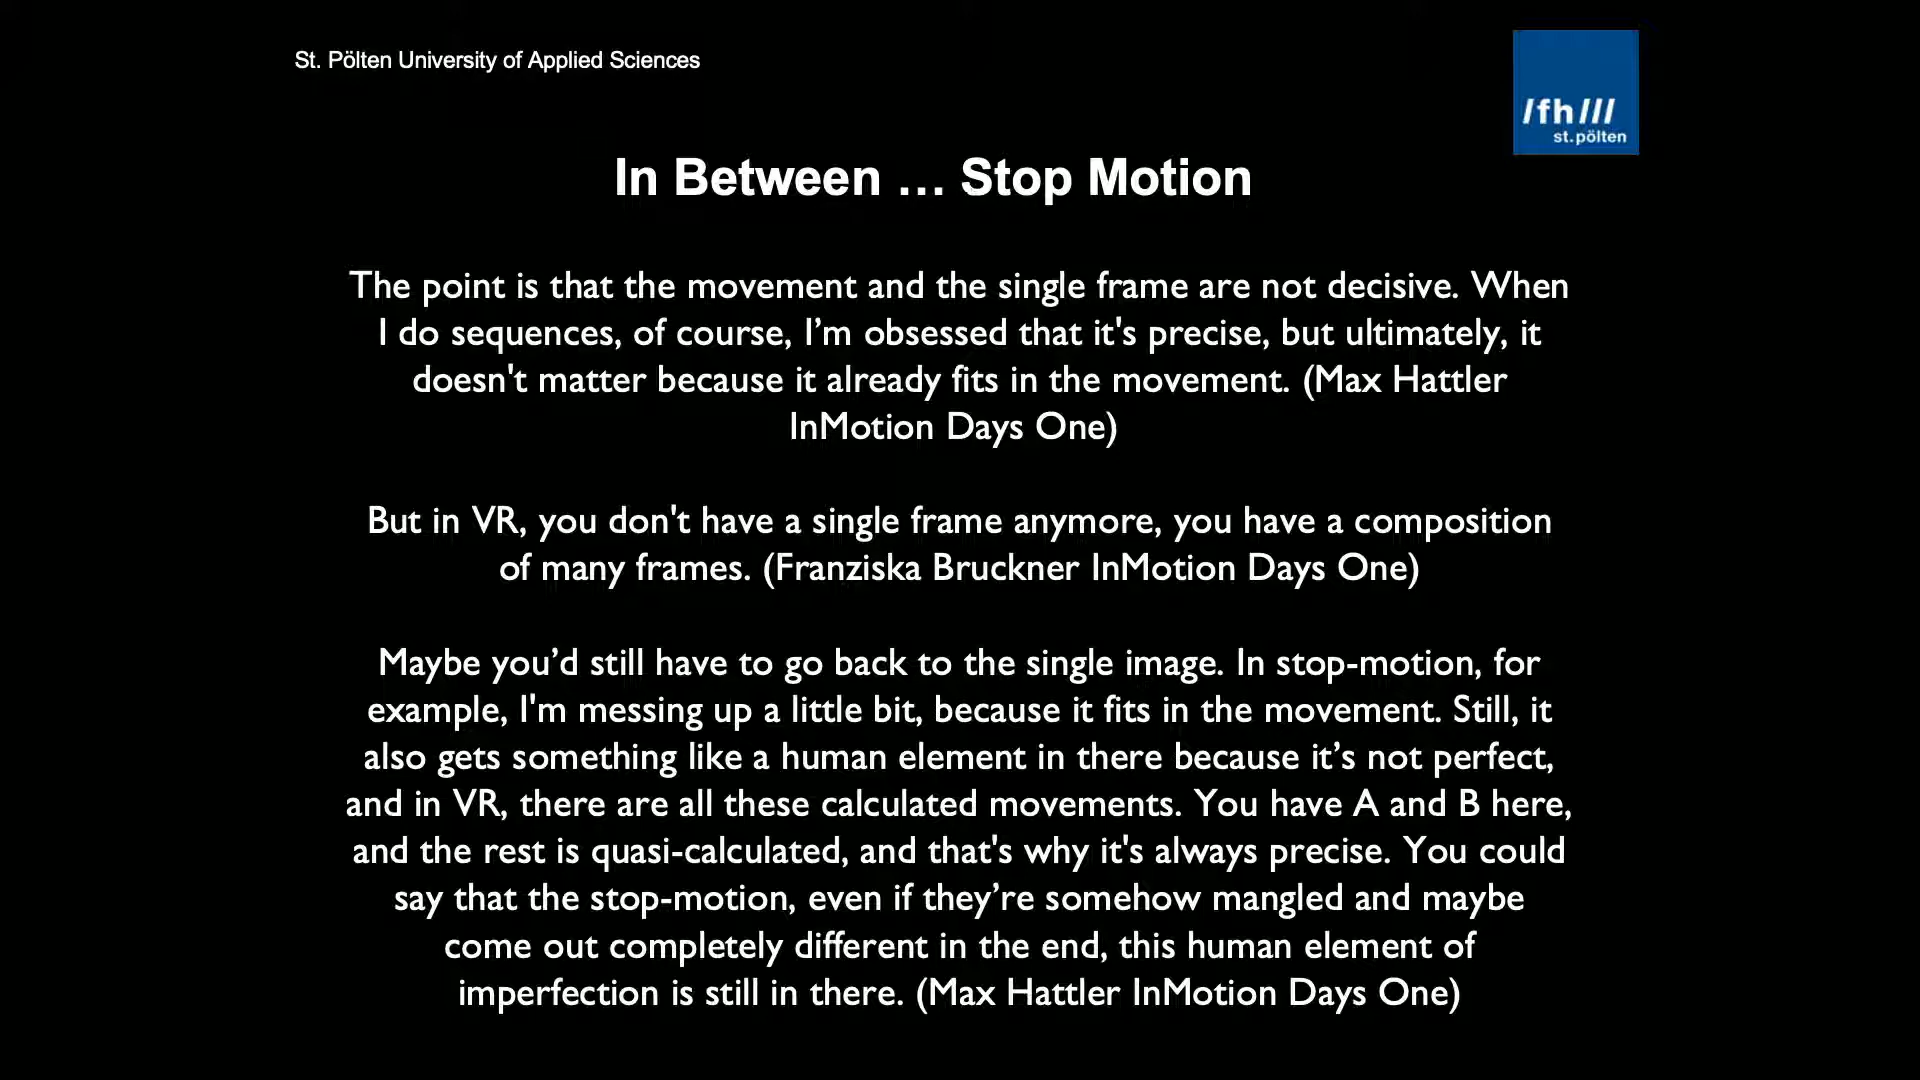 St. Pölten University of Applied Sciences
/fh///
st.pölten
In Between … Stop Motion
The point is that the movement and the single frame are not decisive. When
I do sequences, of course, I’m obsessed that it's precise, but ultimately, it
doesn't matter because it already fits in the movement. (Max Hattler
InMotion Days One)
But in VR, you don't have a single frame anymore, you have a composition
of many frames. (Franziska Bruckner InMotion Days One)
Maybe you’d still have to go back to the single image. In stop-motion, for
example, I'm messing up a little bit, because it fits in the movement. Still, it
also gets something like a human element in there because it’s not perfect,
and in VR, there are all these calculated movements. You have A and B here,
and the rest is quasi-calculated, and that's why it's always precise. You could
say that the stop-motion, even if they’re somehow mangled and maybe
come out completely different in the end, this human element of
imperfection is still in there. (Max Hattler InMotion Days One)